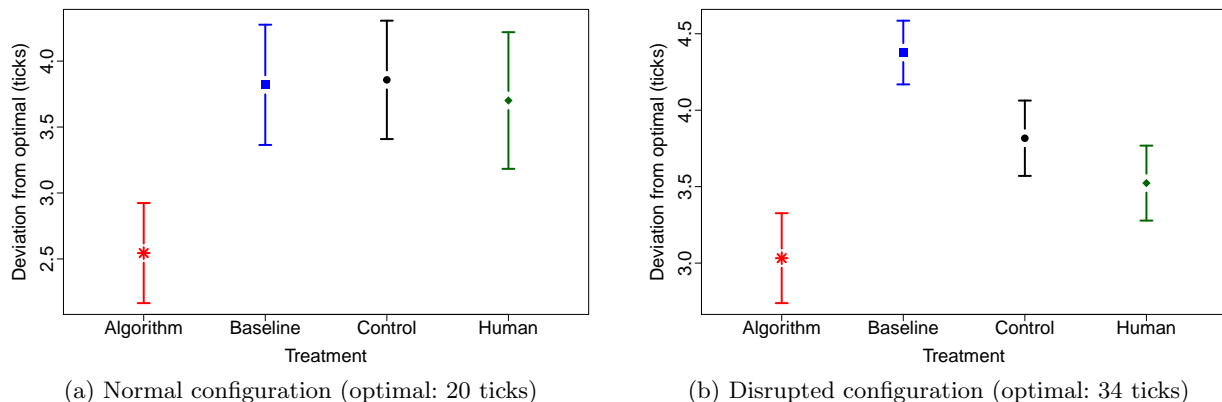 Deviation from optimal (ticks)
4.0
3.5
3.0
2.5
Algorithm Baseline Control Human
Treatment
(a) Normal configuration (optimal: 20 ticks)
Deviation from optimal (ticks)
4.5
4.0
3.5
3.0
Algorithm Baseline Control Human
Treatment
(b) Disrupted configuration (optimal: 34 ticks)